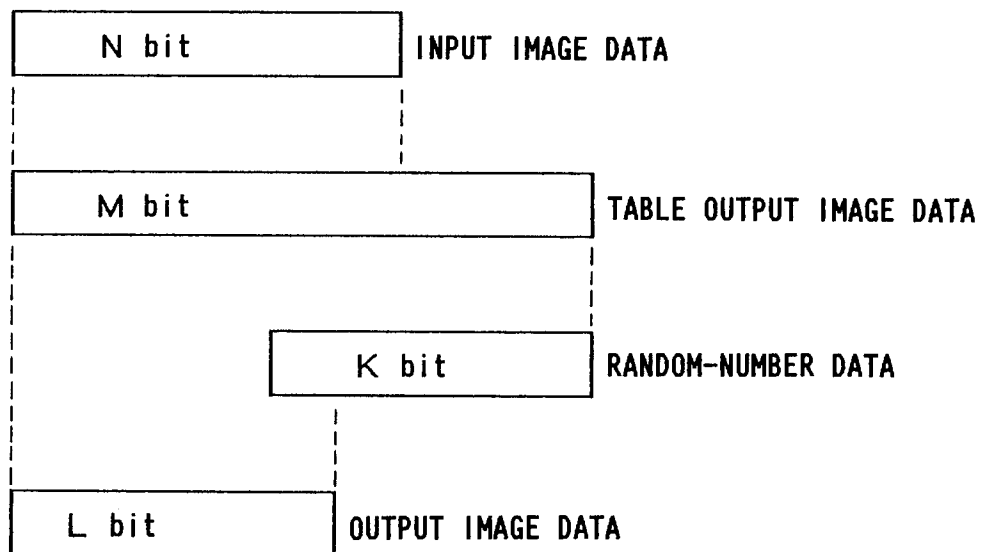 N bit INPUT IMAGE DATA
M bit TABLE OUTPUT IMAGE DATA
K bit RANDOM-NUMBER DATA
L bit OUTPUT IMAGE DATA